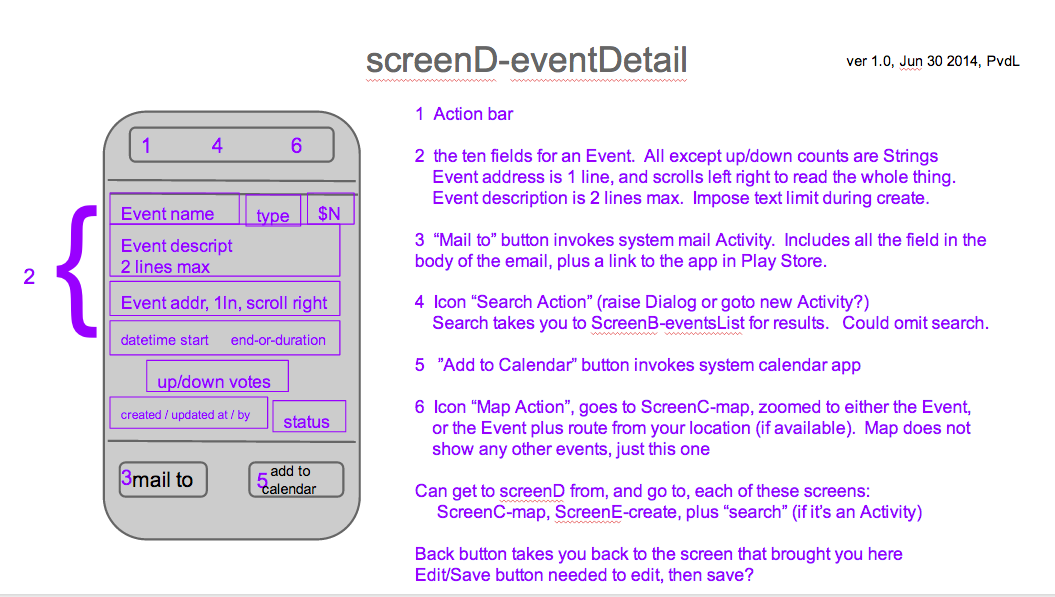 screenD-eventDetail
ver 1.0, Jun 30 2014, PvdL
1 4 6
Event name type $N
Event descript
2 lines max
2 {
Event addr, 1ln, scroll right
datetime start end-or-duration
up/down votes
created / updated at / by status
3 mail to
5 add to
calendar
1 Action bar
2 the ten fields for an Event. All except up/down counts are Strings
Event address is 1 line, and scrolls left right to read the whole thing.
Event description is 2 lines max. Impose text limit during create.
3 “Mail to” button invokes system mail Activity. Includes all the field in the
body of the email, plus a link to the app in Play Store.
4 Icon “Search Action” (raise Dialog or goto new Activity?)
Search takes you to ScreenB-eventsList for results. Could omit search.
5 ”Add to Calendar” button invokes system calendar app
6 Icon “Map Action”, goes to ScreenC-map, zoomed to either the Event,
or the Event plus route from your location (if available). Map does not
show any other events, just this one
Can get to screenD from, and go to, each of these screens:
ScreenC-map, ScreenE-create, plus “search” (if it’s an Activity)
Back button takes you back to the screen that brought you here
Edit/Save button needed to edit, then save?